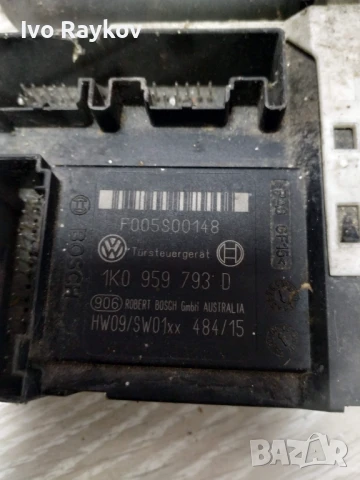 Ivo Raykov
F005S00148
Türsteuergerät
1K0 959 793 D
906 ROBERT BOSCH GmbH AUSTRALIA
HW09/SW01xx 484/15
BOSCH
BAZAR